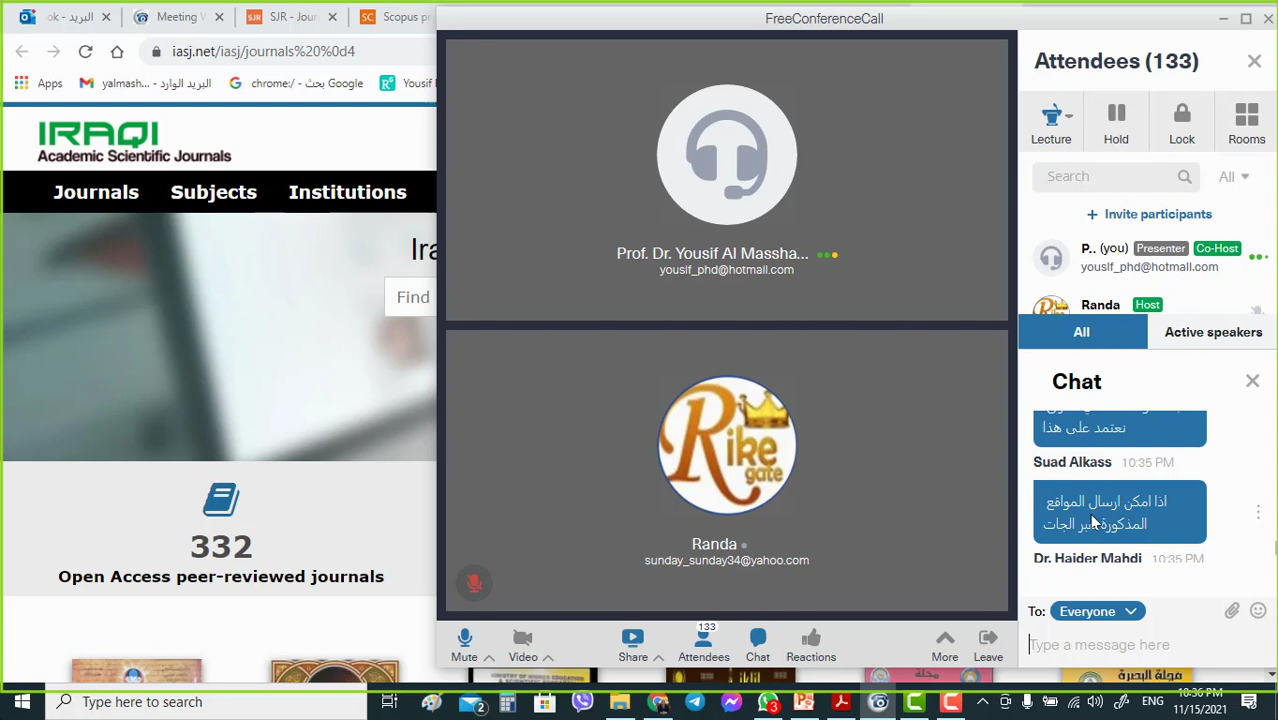 ok - البريد
Meeting
SJR - Jour
Scopus pr
FreeConferenceCall
iasj.net/iasj/journals%20%0d4
Apps
yalmash... - البريد الوارد
chrome:/ - بحث Google
Yousif
IRAQI
Academic Scientific Journals
Journals
Subjects
Institutions
Find
332
Open Access peer-reviewed journals
Prof. Dr. Yousif Al Massha...
yousif_phd@hotmail.com
Rike
gate
Randa
sunday_sunday34@yahoo.com
133
Mute
Video
Share
Attendees
Chat
Reactions
More
Leave
Attendees (133)
Lecture
Hold
Lock
Rooms
Search
All
+ Invite participants
P.. (you) Presenter Co-Host
yousif_phd@hotmail.com
Randa Host
All
Active speakers
Chat
نعتمد على هذا
Suad Alkass 10:35 PM
اذا امكن ارسال المواقع
المذكورة عبر الجات
Dr. Haider Mahdi 10:35 PM
To: Everyone
Type a message here
مجلة البصرة
Type here to search
2
3
ENG
10:36 PM
11/15/2021